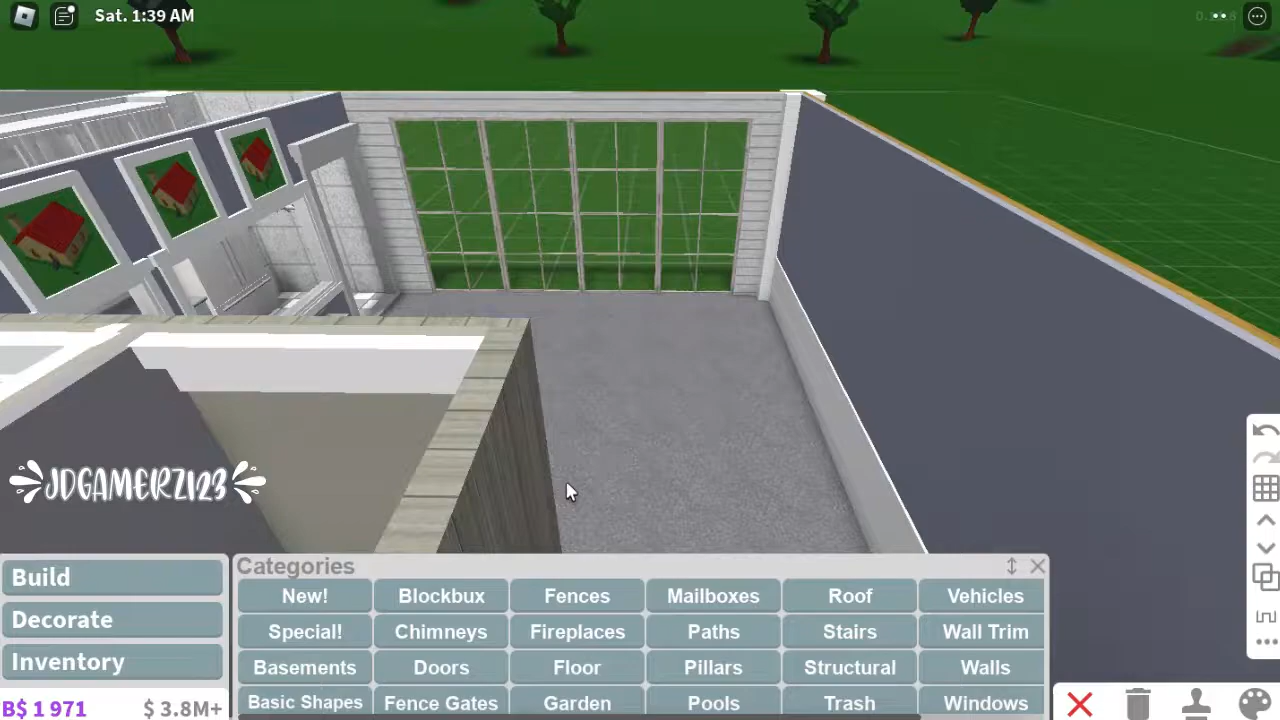 Sat. 1:39 AM
JDGAMERZ123
Build
Decorate
Inventory
B$ 1 971
$ 3.8M+
Categories
New!
Blockbux
Fences
Mailboxes
Roof
Vehicles
Special!
Chimneys
Fireplaces
Paths
Stairs
Wall Trim
Basements
Doors
Floor
Pillars
Structural
Walls
Basic Shapes
Fence Gates
Garden
Pools
Trash
Windows